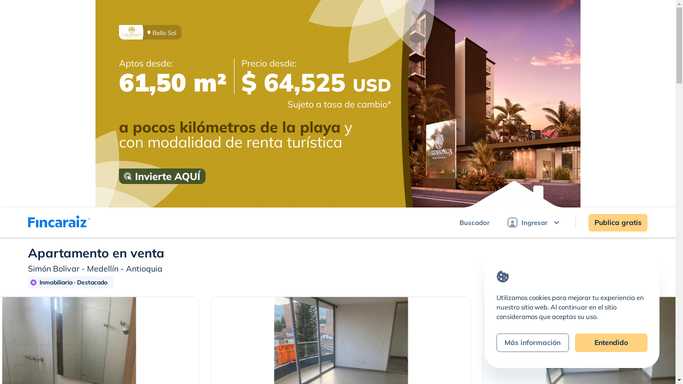 Bello Sol
Aptos desde:
61,50 m²
Precio desde:
$ 64,525 USD
Sujeto a tasa de cambio*
a pocos kilómetros de la playa y
con modalidad de renta turística
Invierte AQUÍ
Fincaraiz
Buscador
Ingresar
Publica gratis
Apartamento en venta
Simón Bolivar - Medellín - Antioquia
Inmobiliaria · Destacado
Utilizamos cookies para mejorar tu experiencia en
nuestro sitio web. Al continuar en el sitio
consideramos que aceptas su uso.
Más información
Entendido